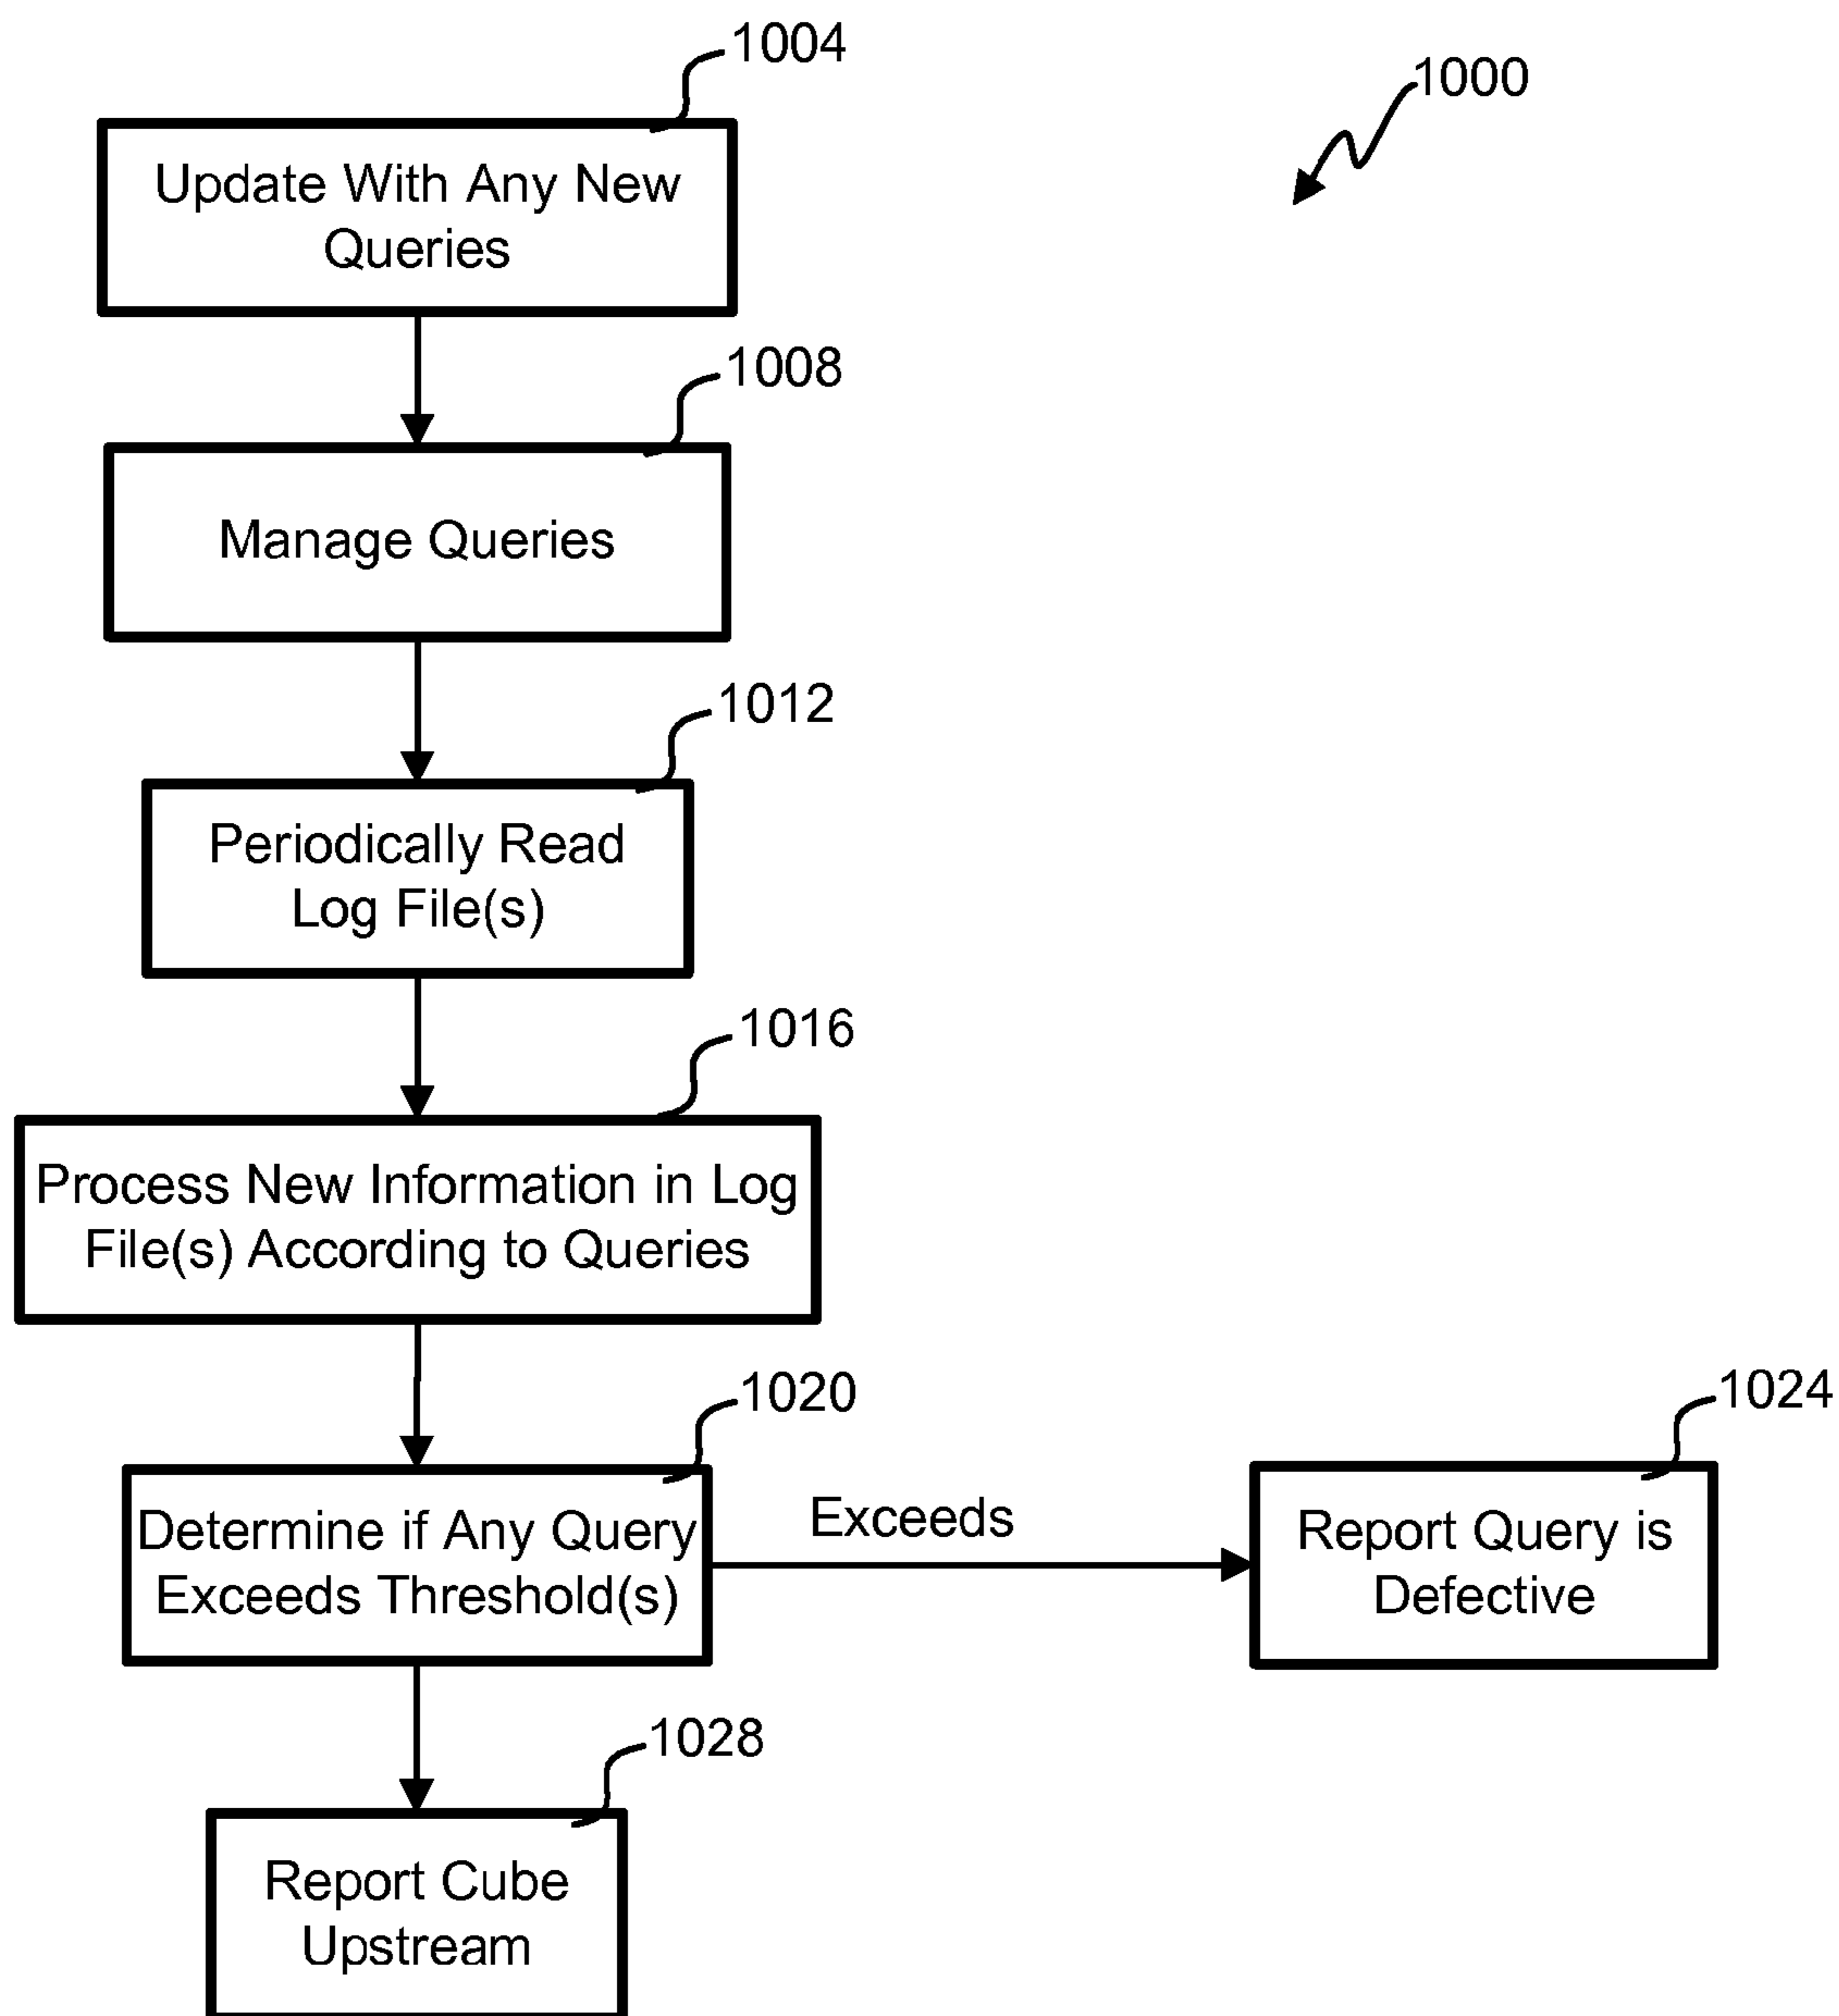 1004
1000
Update With Any New
Queries
1008
Manage Queries
1012
Periodically Read
Log File(s)
1016
Process New Information in Log
File(s) According to Queries
1020
1024
Determine if Any Query
Exceeds Threshold(s)
Exceeds
Report Query is
Defective
1028
Report Cube
Upstream